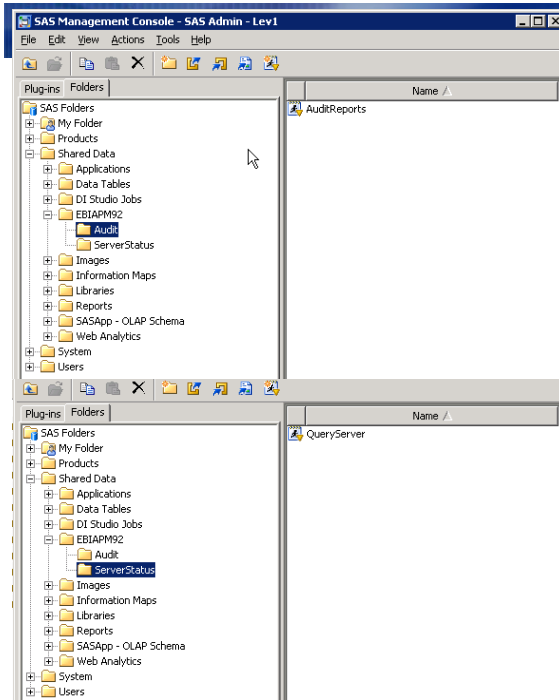 SAS Management Console - SAS Admin - Lev1
File Edit View Actions Tools Help
Plug-ins Folders
Name
SAS Folders
My Folder
Products
Shared Data
Applications
Data Tables
DI Studio Jobs
EBIAPM92
Audit
ServerStatus
Images
Information Maps
Libraries
Reports
SASApp - OLAP Schema
Web Analytics
System
Users
AuditReports
Plug-ins Folders
Name
SAS Folders
My Folder
Products
Shared Data
Applications
Data Tables
DI Studio Jobs
EBIAPM92
Audit
ServerStatus
Images
Information Maps
Libraries
Reports
SASApp - OLAP Schema
Web Analytics
System
Users
QueryServer